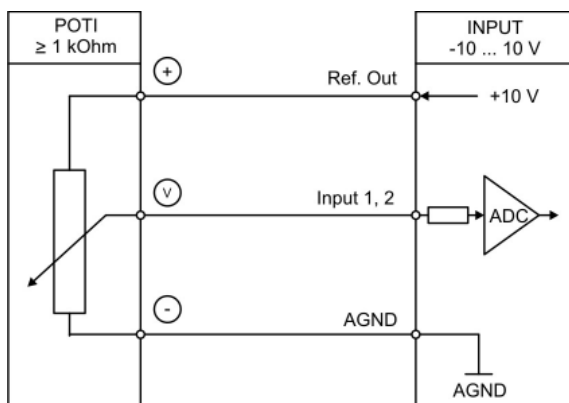 POTI
≥ 1 kOhm
INPUT
-10 ... 10 V
+
Ref. Out
+10 V
V
Input 1, 2
ADC
-
AGND
AGND